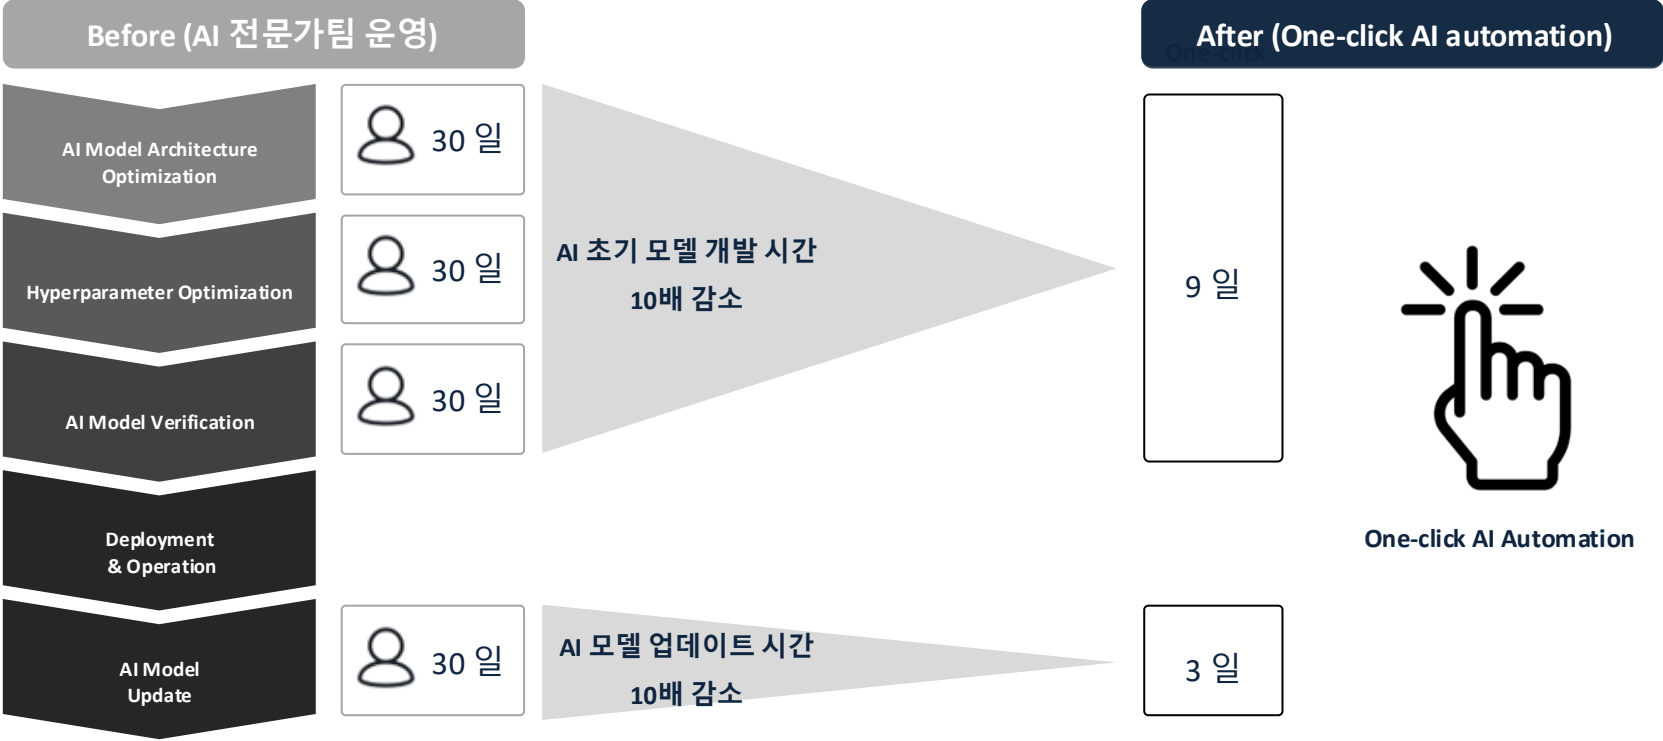 Before (AI 전문가팀 운영)
After (One-click AI automation)
One-click
AI Model Architecture
Optimization
30 일
Hyperparameter Optimization
30 일
AI Model Verification
30 일
AI 초기 모델 개발 시간
10배 감소
9 일
Deployment
& Operation
One-click AI Automation
AI Model
Update
30 일
AI 모델 업데이트 시간
10배 감소
3 일